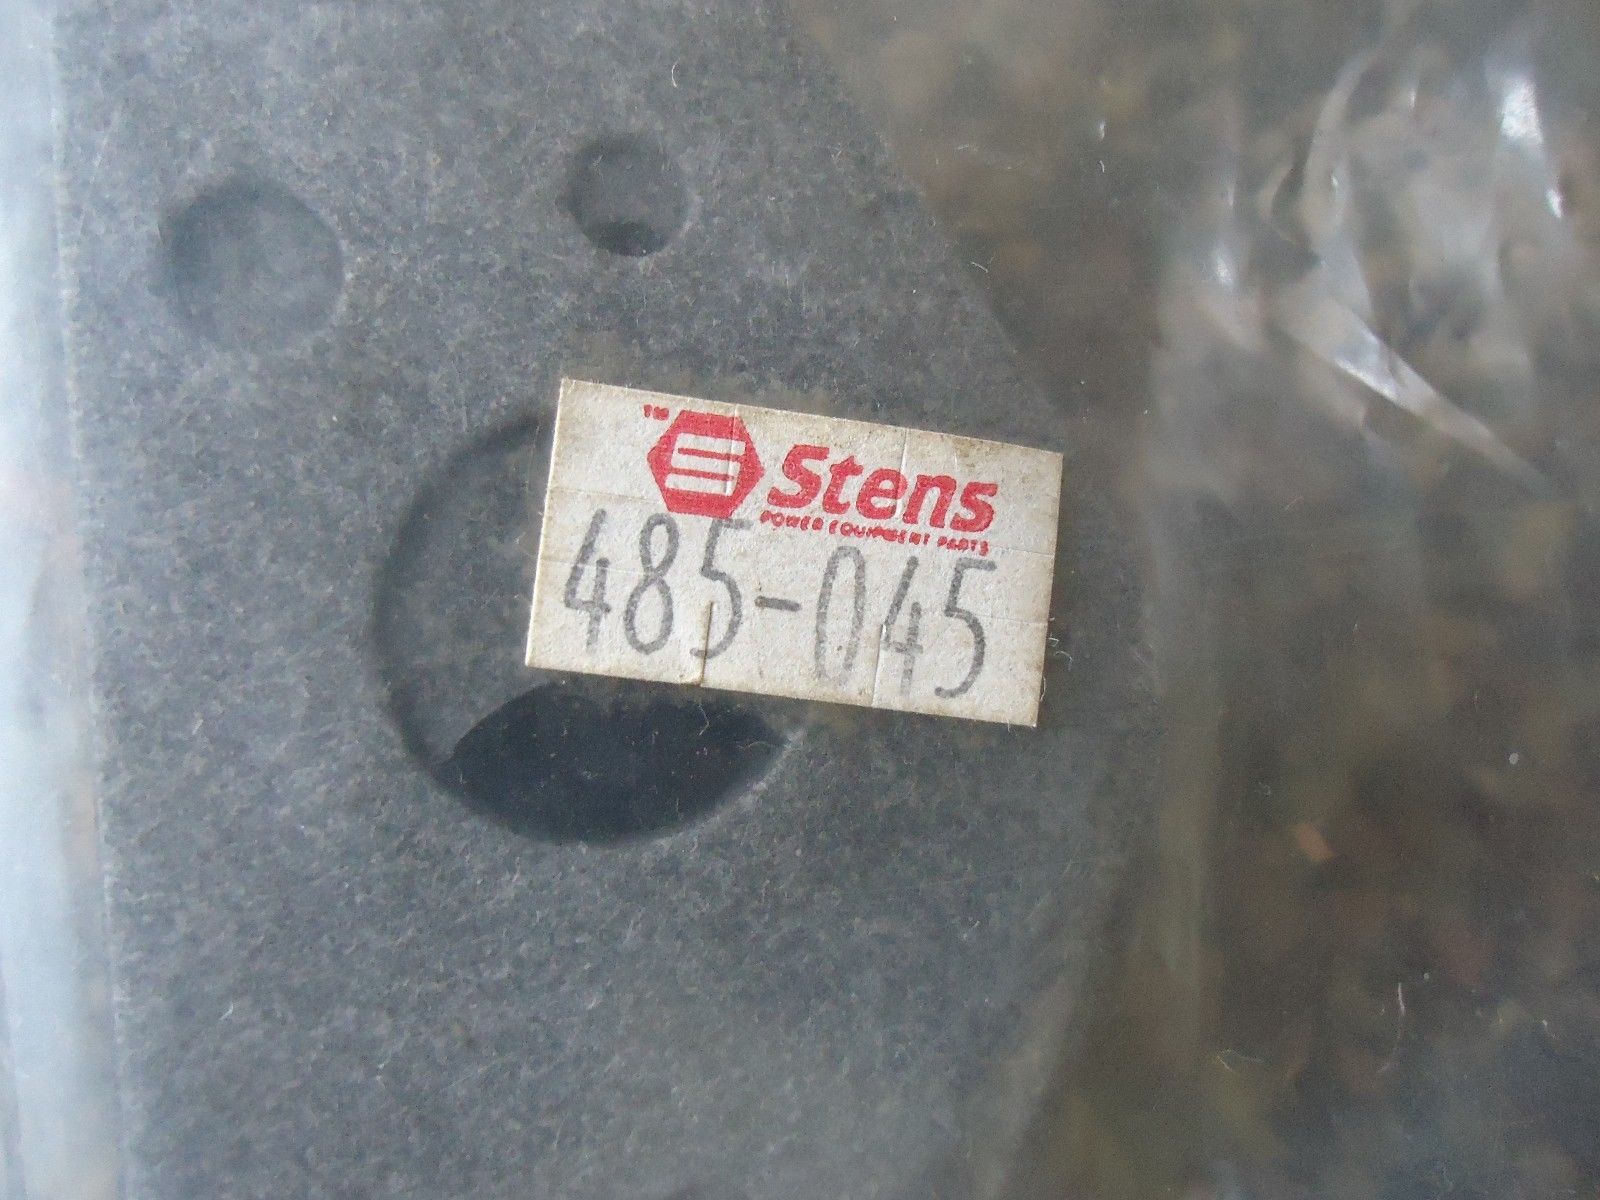 ™ Stens
POWER EQUIPMENT PARTS
485-045